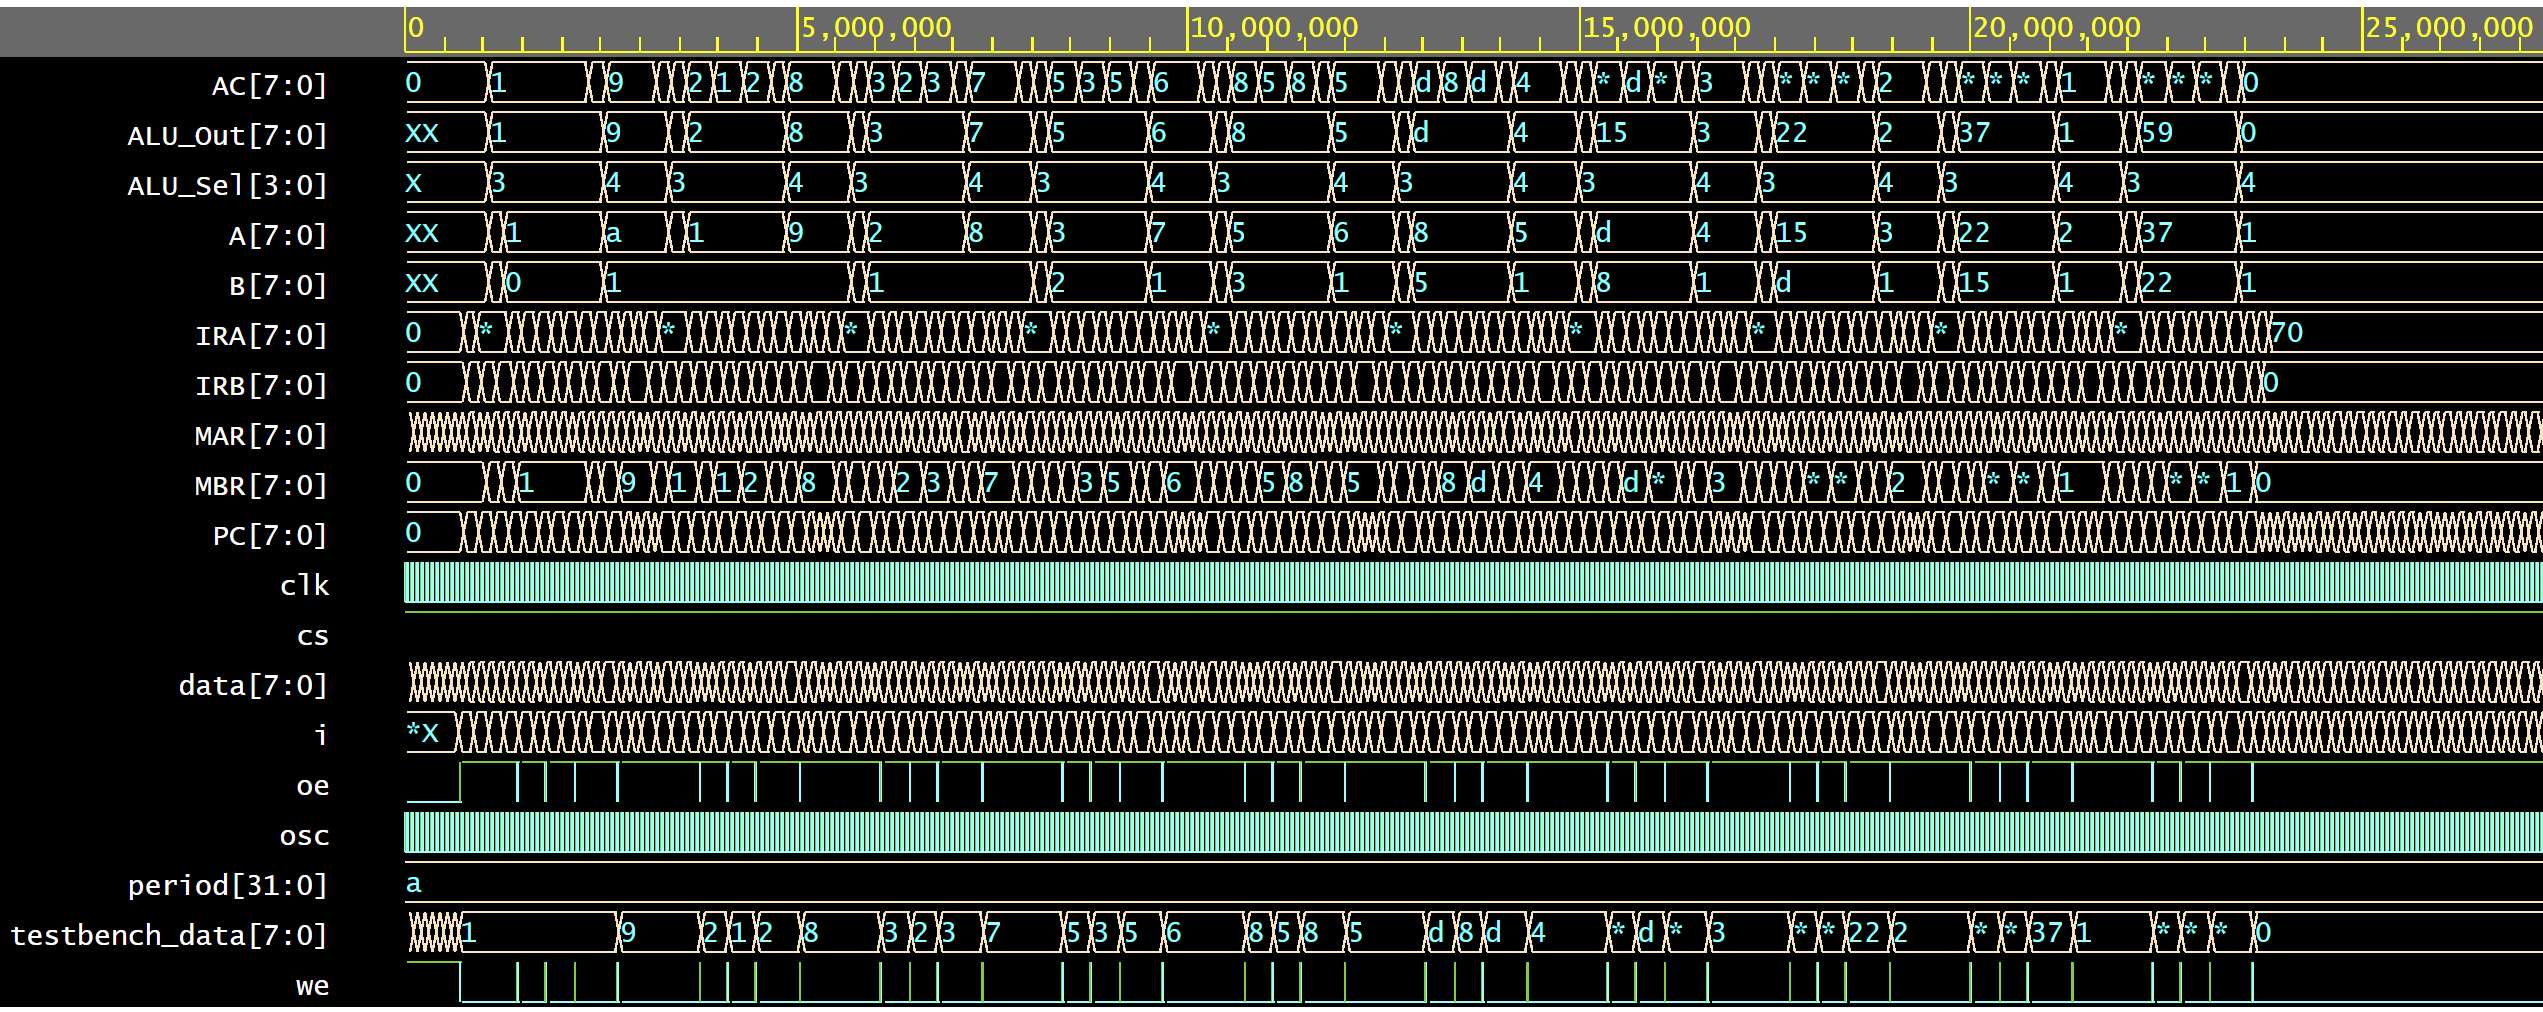 0 5,000,000 10,000,000 15,000,000 20,000,000 25,000,000
AC[7:0] 0 1 9 2 1 2 8 3 2 3 7 5 3 5 6 8 5 8 5 d 8 d 4 * d * 3 * * * 2 * * * 1 * * * 0
ALU_Out[7:0] XX 1 9 2 8 3 7 5 6 8 5 d 4 15 3 22 2 37 1 59 0
ALU_Sel[3:0] X 3 4 3 4 3 4 3 4 3 4 3 4 3 4 3 4 3 4 3 4
A[7:0] XX 1 a 1 9 2 8 3 7 5 6 8 5 d 4 15 3 22 2 37 1
B[7:0] XX 0 1 1 2 1 3 1 5 1 8 1 d 1 15 1 22 1
IRA[7:0] 0 * * * * * * * * * * 70
IRB[7:0] 0 0
MAR[7:0]
MBR[7:0] 0 1 9 1 1 2 8 2 3 7 3 5 6 5 8 5 8 d 4 d * 3 * * 2 * * 1 * * 1 0
PC[7:0] 0
clk
cs
data[7:0]
i *X
oe
osc
period[31:0] a
testbench_data[7:0] 1 9 2 1 2 8 3 2 3 7 5 3 5 6 8 5 8 5 d 8 d 4 * d * 3 * * 22 2 * * 37 1 * * * 0
we